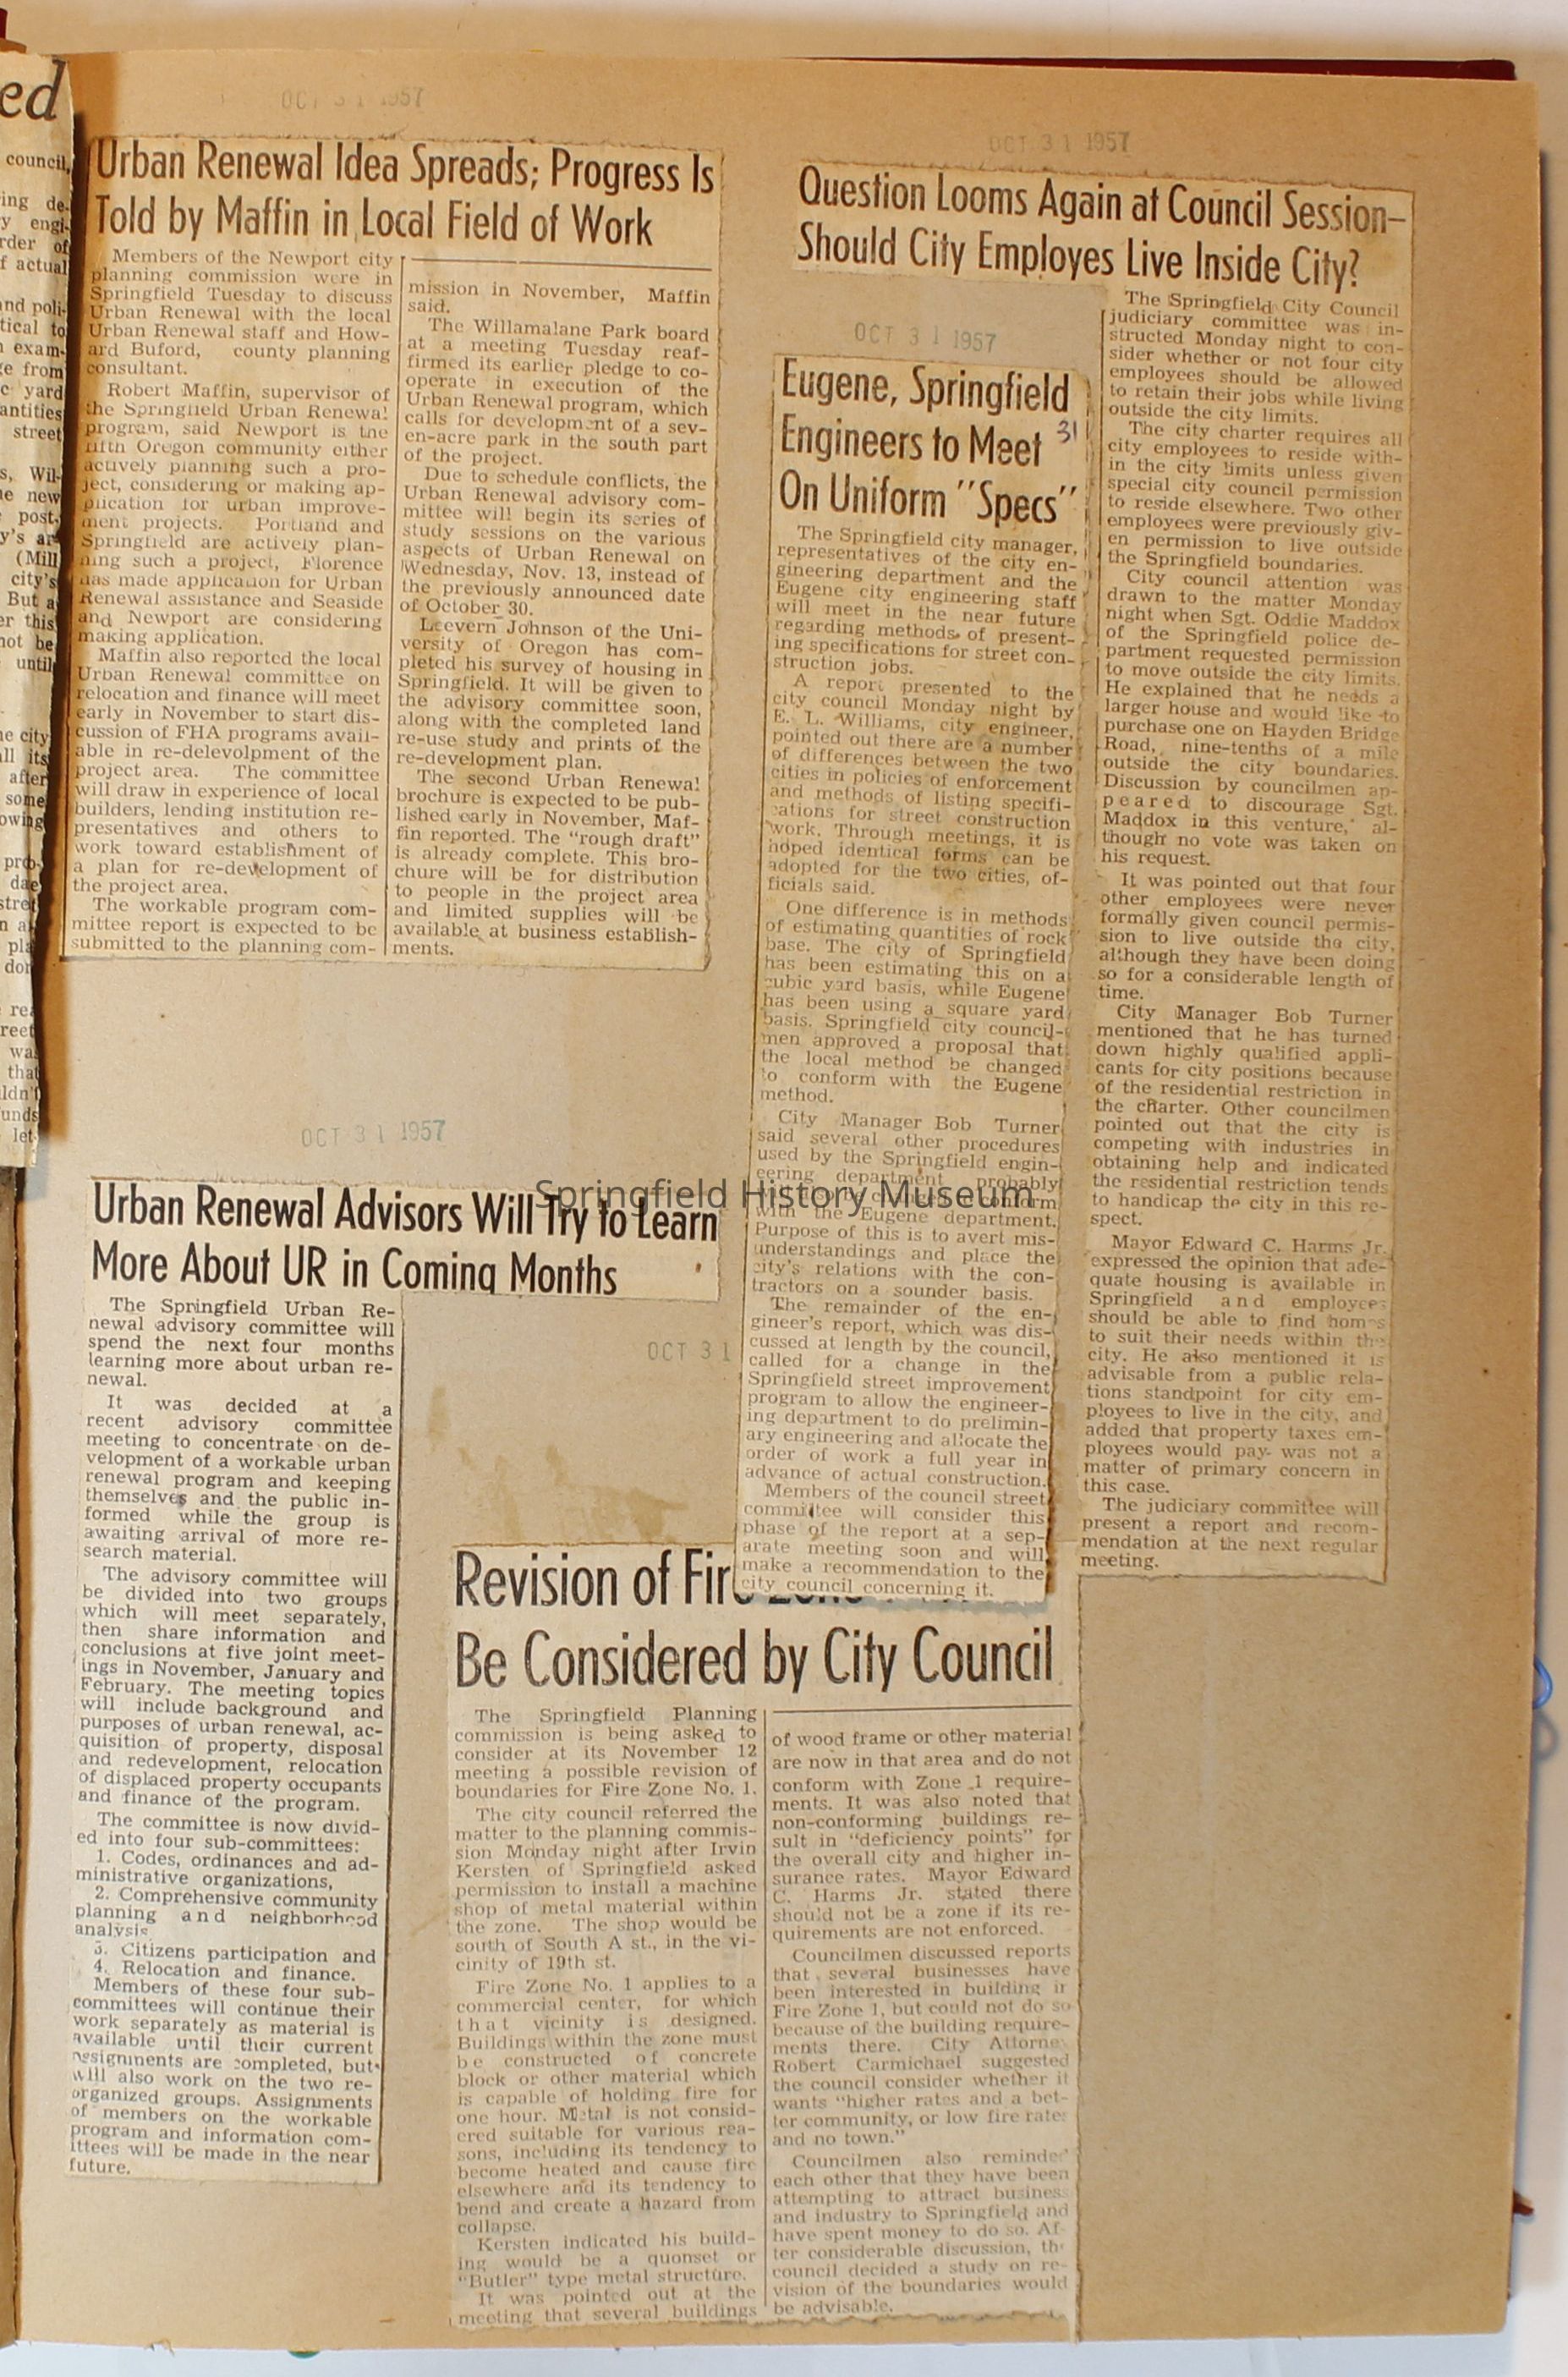 ed
council,
ing de-
y engi-
rder of
f actual
nd poli-
tical to
exam-
ge from
c yard
antities
street
s, Wil-
ne new
post-
y's ar
(Mill
city's
But a
er this
not be
until
ne city
all its
after
some
owing
pro-
that
ldn't
unds
let-
OCT 31 1957
Urban Renewal Idea Spreads; Progress Is
Told by Maffin in Local Field of Work
Members of the Newport city
planning commission were in
Springfield Tuesday to discuss
Urban Renewal with the local
Urban Renewal staff and How-
ard Buford, county planning
consultant.
Robert Maffin, supervisor of
the Springfield Urban Renewal
program, said Newport is the
fifth Oregon community either
actively planning such a pro-
ject, considering or making ap-
plication for urban improve-
ment projects. Portland and
Springfield are actively plan-
ning such a project, Florence
has made application for Urban
Renewal assistance and Seaside
and Newport are considering
making application.
Maffin also reported the local
Urban Renewal committee on
relocation and finance will meet
early in November to start dis-
cussion of FHA programs avail-
able in re-delevolpment of the
project area. The committee
will draw in experience of local
builders, lending institution re-
presentatives and others to
work toward establishment of
a plan for re-development of
the project area.
The workable program com-
mittee report is expected to be
submitted to the planning com-
mission in November, Maffin
said.
The Willamalane Park board
at a meeting Tuesday reaf-
firmed its earlier pledge to co-
operate in execution of the
Urban Renewal program, which
calls for development of a sev-
en-acre park in the south part
of the project.
Due to schedule conflicts, the
Urban Renewal advisory com-
mittee will begin its series of
study sessions on the various
aspects of Urban Renewal on
Wednesday, Nov. 13, instead of
the previously announced date
of October 30.
Leevern Johnson of the Uni-
versity of Oregon has com-
pleted his survey of housing in
Springfield. It will be given to
the advisory committee soon,
along with the completed land
re-use study and prints of the
re-development plan.
The second Urban Renewal
brochure is expected to be pub-
lished early in November, Maf-
fin reported. The "rough draft"
is already complete. This bro-
chure will be for distribution
to people in the project area
and limited supplies will be
available at business establish-
ments.
OCT 31 1957
Question Looms Again at Council Session—
Should City Employes Live Inside City?
The Springfield City Council
judiciary committee was in-
structed Monday night to con-
sider whether or not four city
employees should be allowed
to retain their jobs while living
outside the city limits.
The city charter requires all
city employees to reside with-
in the city limits unless given
special city council permission
to reside elsewhere. Two other
employees were previously giv-
en permission to live outside
the Springfield boundaries.
City council attention was
drawn to the matter Monday
night when Sgt. Oddie Maddox
of the Springfield police de-
partment requested permission
to move outside the city limits.
He explained that he needs a
larger house and would like to
purchase one on Hayden Bridge
Road, nine-tenths of a mile
outside the city boundaries.
Discussion by councilmen ap-
peared to discourage Sgt.
Maddox in this venture, al-
though no vote was taken on
his request.
It was pointed out that four
other employees were never
formally given council permis-
sion to live outside the city,
although they have been doing
so for a considerable length of
time.
City Manager Bob Turner
mentioned that he has turned
down highly qualified appli-
cants for city positions because
of the residential restriction in
the charter. Other councilmen
pointed out that the city is
competing with industries in
obtaining help and indicated
the residential restriction tends
to handicap the city in this re-
spect.
Mayor Edward C. Harms Jr.
expressed the opinion that ade-
quate housing is available in
Springfield and employees
should be able to find homes
to suit their needs within the
city. He also mentioned it is
advisable from a public rela-
tions standpoint for city em-
ployees to live in the city, and
added that property taxes em-
ployees would pay was not a
matter of primary concern in
this case.
The judiciary committee will
present a report and recom-
mendation at the next regular
meeting.
OCT 31 1957
Eugene, Springfield
Engineers to Meet 31
On Uniform "Specs"
The Springfield city manager,
representatives of the city en-
gineering department and the
Eugene city engineering staff
will meet in the near future
regarding methods of present-
ing specifications for street con-
struction jobs.
A report presented to the
city council Monday night by
E. L. Williams, city engineer,
pointed out there are a number
of differences between the two
cities in policies of enforcement
and methods of listing specifi-
cations for street construction
work. Through meetings, it is
hoped identical forms can be
adopted for the two cities, of-
ficials said.
One difference is in methods
of estimating quantities of rock
base. The city of Springfield
has been estimating this on a
cubic yard basis, while Eugene
has been using a square yard
basis. Springfield city council-
men approved a proposal that
the local method be changed
to conform with the Eugene
method.
City Manager Bob Turner
said several other procedures
used by the Springfield engin-
eering department probably
conform
with the Eugene department.
Purpose of this is to avert mis-
understandings and place the
city's relations with the con-
tractors on a sounder basis.
The remainder of the en-
gineer's report, which was dis-
cussed at length by the council,
called for a change in the
Springfield street improvement
program to allow the engineer-
ing department to do prelimin-
ary engineering and allocate the
order of work a full year in
advance of actual construction.
Members of the council street
committee will consider this
phase of the report at a sep-
arate meeting soon and will
make a recommendation to the
city council concerning it.
Springfield History Museum
OCT 31 1957
Urban Renewal Advisors Will Try to Learn
More About UR in Coming Months
The Springfield Urban Re-
newal advisory committee will
spend the next four months
learning more about urban re-
newal.
It was decided at a
recent advisory committee
meeting to concentrate on de-
velopment of a workable urban
renewal program and keeping
themselves and the public in-
formed while the group is
awaiting arrival of more re-
search material.
The advisory committee will
be divided into two groups
which will meet separately,
then share information and
conclusions at five joint meet-
ings in November, January and
February. The meeting topics
will include background and
purposes of urban renewal, ac-
quisition of property, disposal
and redevelopment, relocation
of displaced property occupants
and finance of the program.
The committee is now divid-
ed into four sub-committees:
1. Codes, ordinances and ad-
ministrative organizations,
2. Comprehensive community
planning and neighborhood
analysis
3. Citizens participation and
4. Relocation and finance.
Members of these four sub-
committees will continue their
work separately as material is
available until their current
assignments are completed, but
will also work on the two re-
organized groups. Assignments
of members on the workable
program and information com-
ittees will be made in the near
future.
OCT 31
Revision of Fire Zone
Be Considered by City Council
The Springfield Planning
commission is being asked to
consider at its November 12
meeting a possible revision of
boundaries for Fire Zone No. 1.
The city council referred the
matter to the planning commis-
sion Monday night after Irvin
Kersten of Springfield asked
permission to install a machine
shop of metal material within
the zone. The shop would be
south of South A st., in the vi-
cinity of 19th st.
Fire Zone No. 1 applies to a
commercial center, for which
that vicinity is designed.
Buildings within the zone must
be constructed of concrete
block or other material which
is capable of holding fire for
one hour. Metal is not consid-
ered suitable for various rea-
sons, including its tendency to
become heated and cause fire
elsewhere and its tendency to
bend and create a hazard from
collapse.
Kersten indicated his build-
ing would be a quonset or
"Butler" type metal structure.
It was pointed out at the
meeting that several buildings
of wood frame or other material
are now in that area and do not
conform with Zone 1 require-
ments. It was also noted that
non-conforming buildings re-
sult in "deficiency points" for
the overall city and higher in-
surance rates. Mayor Edward
C. Harms Jr. stated there
should not be a zone if its re-
quirements are not enforced.
Councilmen discussed reports
that several businesses have
been interested in building in
Fire Zone 1, but could not do so
because of the building require-
ments there. City Attorney
Robert Carmichael suggested
the council consider whether it
wants "higher rates and a bet-
ter community, or low fire rates
and no town."
Councilmen also reminded
each other that they have been
attempting to attract business
and industry to Springfield and
have spent money to do so. Af-
ter considerable discussion, the
council decided a study on re-
vision of the boundaries would
be advisable.